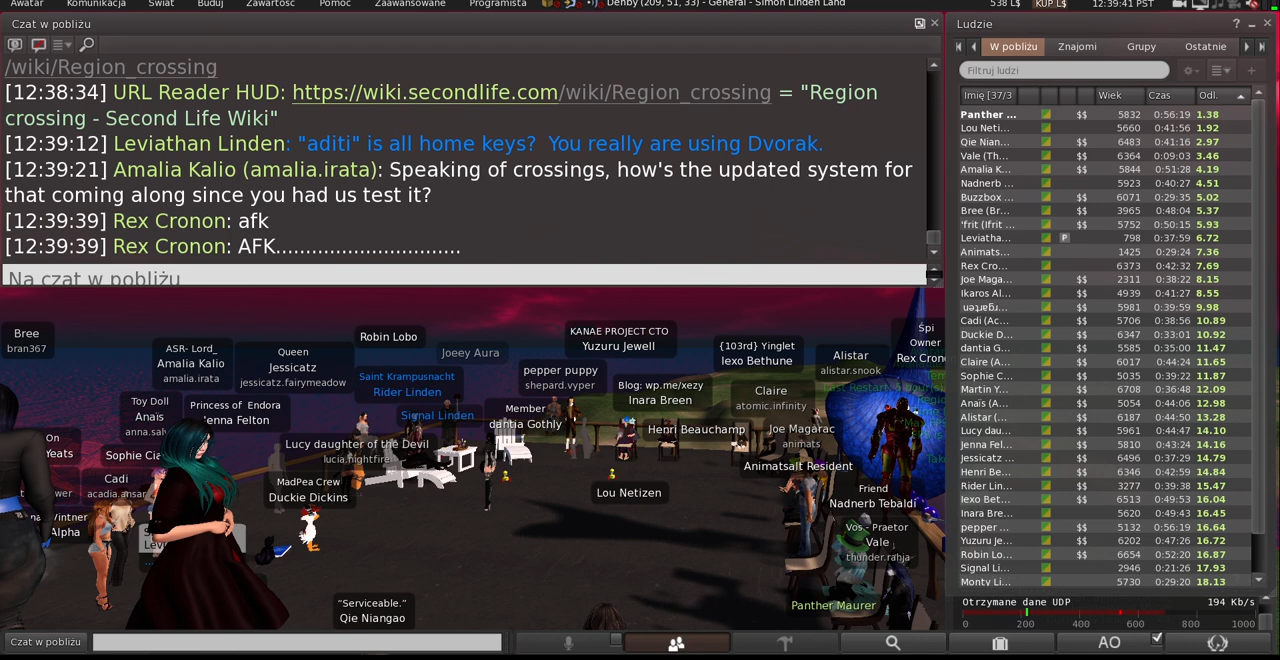 Awatar Komunikacja Świat Buduj Zawartość Pomoc Zaawansowane Programista Denby (209, 51, 33) - General - Simon Linden Land 538 L$ KUP L$ 12:39:41 PST
Czat w pobliżu
/wiki/Region_crossing
[12:38:34] URL Reader HUD: https://wiki.secondlife.com/wiki/Region_crossing = "Region
crossing - Second Life Wiki"
[12:39:12] Leviathan Linden: "aditi" is all home keys?  You really are using Dvorak.
[12:39:21] Amalia Kalio (amalia.irata): Speaking of crossings, how's the updated system for
that coming along since you had us test it?
[12:39:39] Rex Cronon: afk
[12:39:39] Rex Cronon: AFK..............................
Na czat w pobliżu
Bree
bran367
ASR- Lord_
Amalia Kalio
amalia.irata
Queen
Jessicatz
jessicatz.fairymeadow
Robin Lobo
Joeey Aura
Saint Krampusnacht
Rider Linden
Signal Linden
KANAE PROJECT CTO
Yuzuru Jewell
pepper puppy
shepard.vyper
Blog: wp.me/xezy
Inara Breen
{103rd} Yinglet
Iexo Bethune
Alistar
alistar.snook
Śpi
Owner
Rex Cron
Claire
atomic.infinity
Toy Doll
Anaïs
anna.sal
Princess of Endora
Jenna Felton
Member
dantia Gothly
Henri Beauchamp
Joe Magarac
animats
On
Yeats
Sophie Cia
Lucy daughter of the Devil
lucia.nightfire
Animatsalt Resident
Cadi
acadia.ansar
MadPea Crew
Duckie Dickins
Lou Netizen
Friend
Nadnerb Tebaldi
Alpha
Vos - Praetor
Vale
thunder.rahja
"Serviceable."
Qie Niangao
Panther Maurer
Czat w pobliżu
AO
Ludzie
W pobliżu Znajomi Grupy Ostatnie
Filtruj ludzi
Imię [37/3 Wiek Czas Odl.
Panther ... $$ 5832 0:56:19 1.38
Lou Neti... 5660 0:41:56 1.92
Qie Nian... $$ 6483 0:41:16 2.97
Vale (Th... $$ 6364 0:09:03 3.46
Amalia K... $$ 5844 0:51:28 4.19
Nadnerb ... 5923 0:40:27 4.51
Buzzbox ... $$ 6071 0:29:35 5.02
Bree (Br... $$ 3965 0:48:04 5.37
'frit (Ifrit ... $$ 5752 0:50:15 5.93
Leviatha... P 798 0:37:59 6.72
Animats... 1425 0:29:24 7.36
Rex Cro... 6373 0:42:32 7.69
Joe Maga... $$ 2311 0:38:22 8.15
Ikaros Al... $$ 4939 0:41:27 8.55
$$ 5981 0:39:59 9.98
Cadi (Ac... $$ 5706 0:38:56 10.89
Duckie D... $$ 6347 0:33:01 10.92
dantia G... $$ 5585 0:35:00 11.47
Claire (A... $$ 6017 0:44:24 11.65
Sophie C... $$ 5035 0:39:22 11.87
Martin Y... $$ 6708 0:36:48 12.09
Anaïs (A... $$ 5054 0:44:06 12.98
Alistar (... $$ 6187 0:44:50 13.28
Lucy dau... $$ 5961 0:44:47 14.10
Jenna Fel... $$ 5810 0:43:24 14.16
Jessicatz... $$ 6496 0:37:29 14.79
Henri Be... $$ 6346 0:42:59 14.84
Rider Lin... $$ 3277 0:39:38 15.47
Iexo Bet... $$ 6513 0:49:53 16.04
Inara Bre... 5620 0:49:43 16.45
pepper ... $$ 5132 0:56:19 16.64
Yuzuru Je... $$ 6202 0:47:26 16.72
Robin Lo... $$ 6654 0:52:20 16.87
Signal Li... 2946 0:21:26 17.93
Monty Li... 5730 0:29:20 18.13
Otrzymane dane UDP 194 Kb/s
0 200 400 600 800 1000